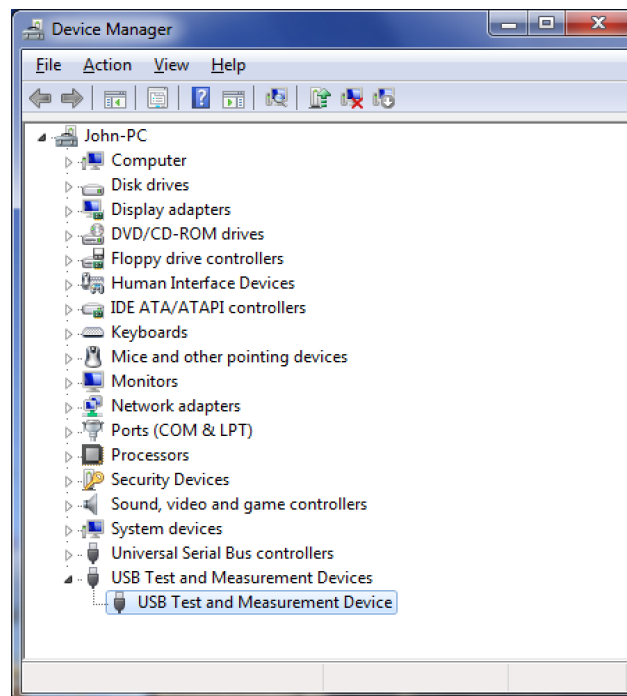 Device Manager
File Action View Help
John-PC
Computer
Disk drives
Display adapters
DVD/CD-ROM drives
Floppy drive controllers
Human Interface Devices
IDE ATA/ATAPI controllers
Keyboards
Mice and other pointing devices
Monitors
Network adapters
Ports (COM & LPT)
Processors
Security Devices
Sound, video and game controllers
System devices
Universal Serial Bus controllers
USB Test and Measurement Devices
USB Test and Measurement Device